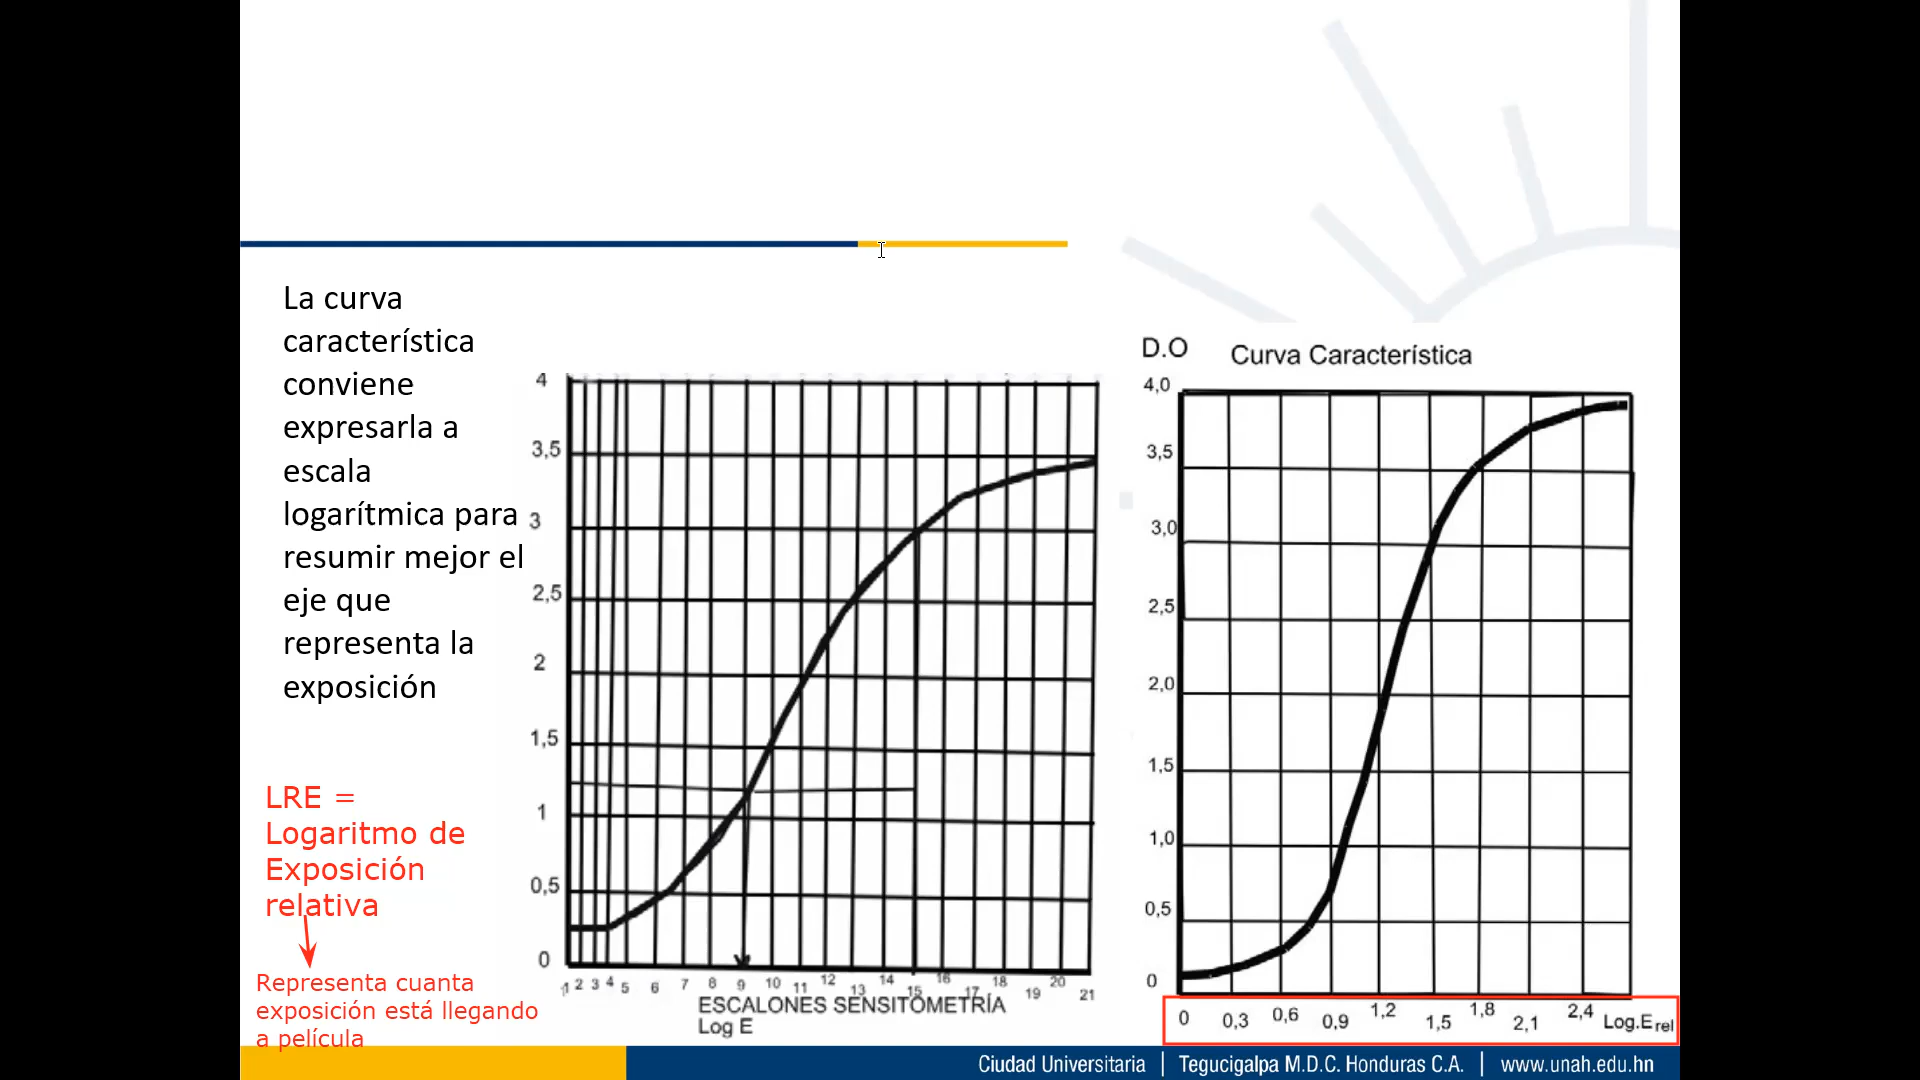 La curva
característica
conviene
expresarla a
escala
logarítmica para
resumir mejor el
eje que
representa la
exposición
LRE =
Logaritmo de
Exposición
relativa
Representa cuanta
exposición está llegando
a película
4
3,5
3
2,5
2
1,5
1
0,5
0
1 2 3 4 5 6 7 8 9 10 11 12 13 14 15 16 17 18 19 20 21
ESCALONES SENSITOMETRÍA
Log E
D.O
Curva Característica
4,0
3,5
3,0
2,5
2,0
1,5
1,0
0,5
0
0 0,3 0,6 0,9 1,2 1,5 1,8 2,1 2,4 Log.E rel
Ciudad Universitaria | Tegucigalpa M.D.C. Honduras C.A. | www.unah.edu.hn